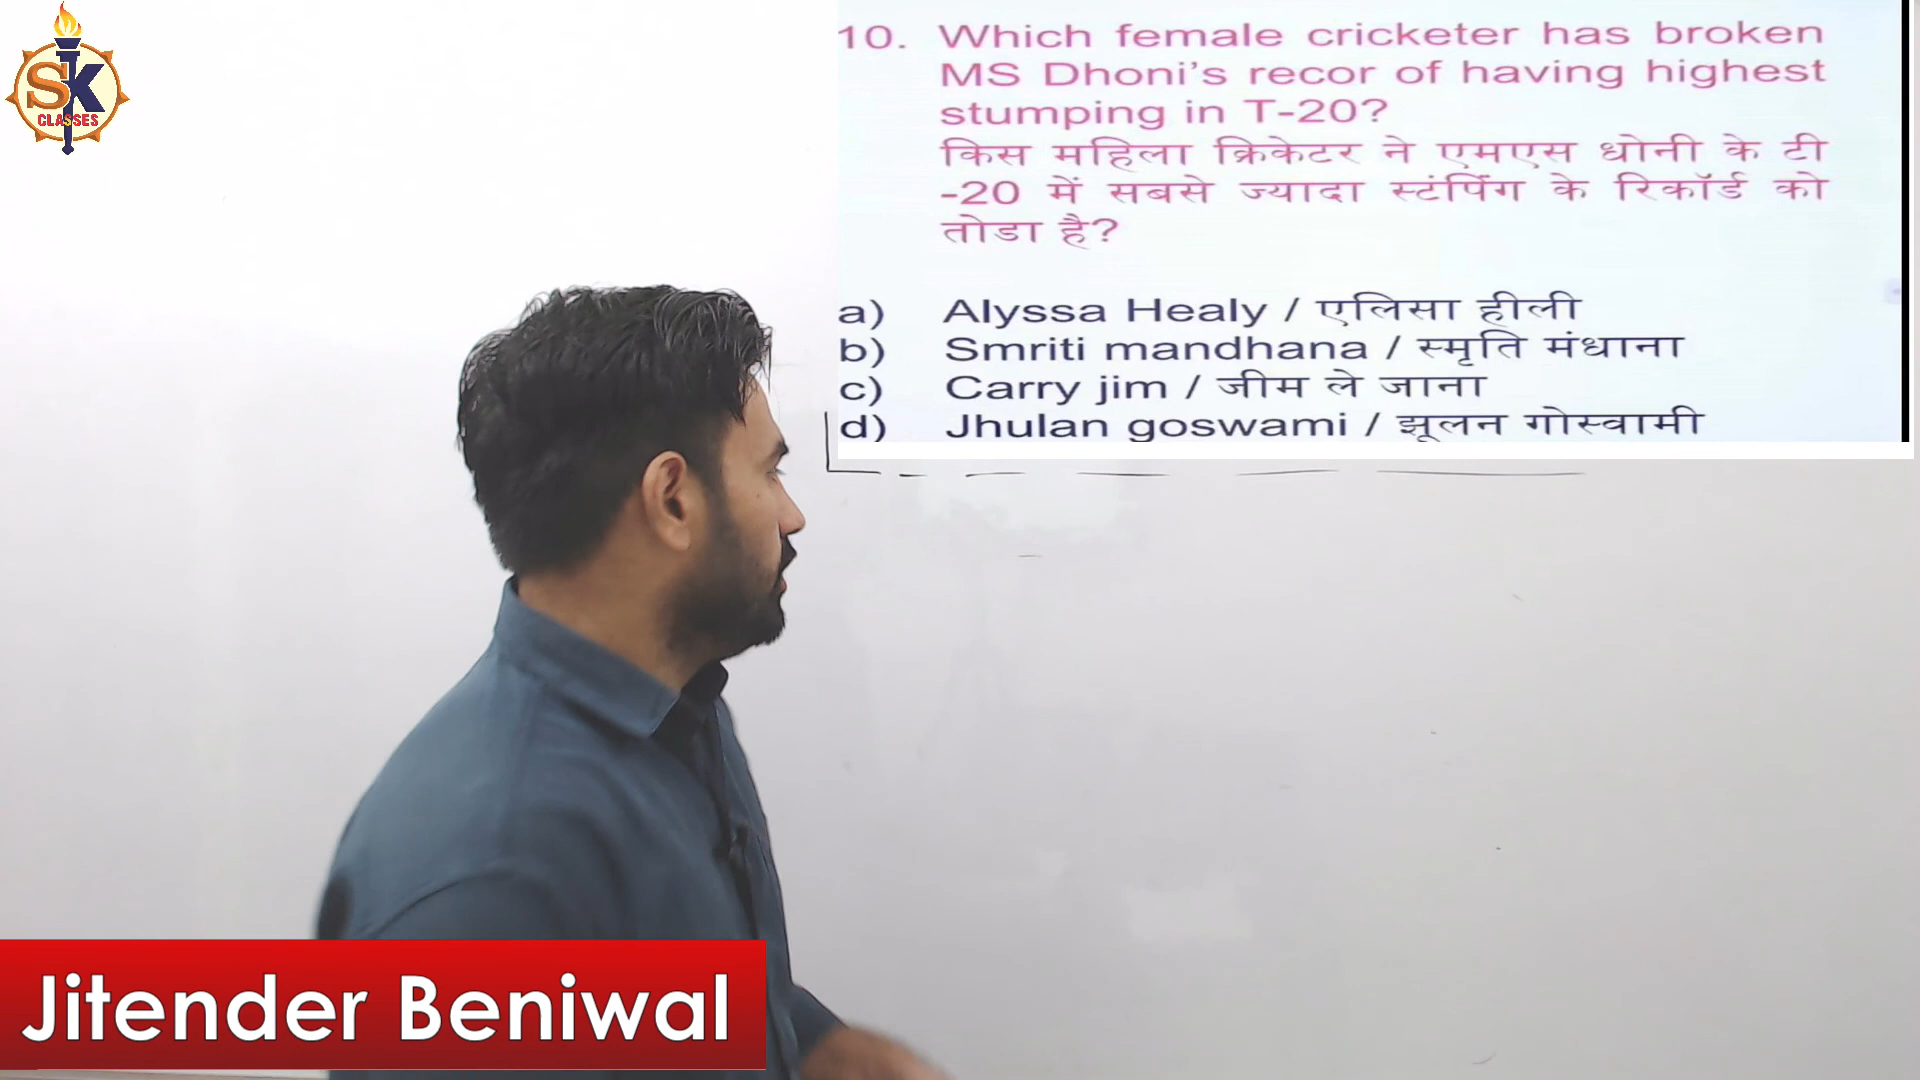 SK
CLASSES
10. Which female cricketer has broken
MS Dhoni's recor of having highest
stumping in T-20?
किस महिला क्रिकेटर ने एमएस धोनी के टी
-20 में सबसे ज्यादा स्टंपिंग के रिकॉर्ड को
तोडा है?
a) Alyssa Healy / एलिसा हीली
b) Smriti mandhana / स्मृति मंधाना
c) Carry jim / जीम ले जाना
d) Jhulan goswami / झूलन गोस्वामी
Jitender Beniwal